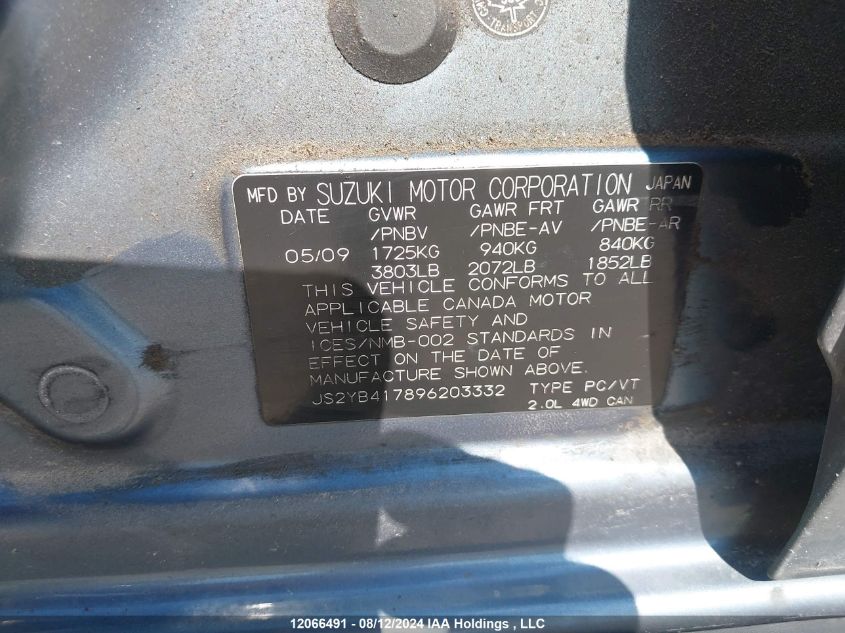 TRANSPORT
MFD BY SUZUKI MOTOR CORPORATION JAPAN
DATE GVWR GAWR FRT GAWR RR
/PNBV /PNBE-AV /PNBE-AR
05/09 1725KG 940KG 840KG
3803LB 2072LB 1852LB
THIS VEHICLE CONFORMS TO ALL
APPLICABLE CANADA MOTOR
VEHICLE SAFETY AND
ICES/NMB-002 STANDARDS IN
EFFECT ON THE DATE OF
MANUFACTURE SHOWN ABOVE.
JS2YB417896203332 TYPE PC/VT
2.0L 4WD CAN
12066491 - 08/12/2024 IAA Holdings , LLC